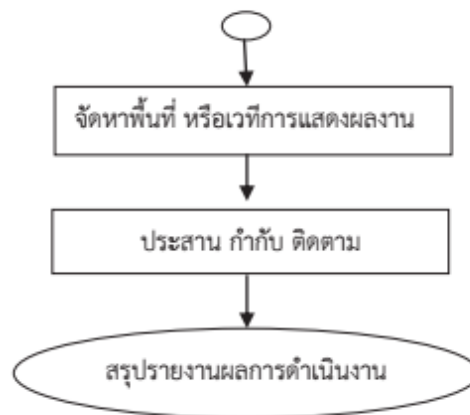 จัดหาพื้นที่ หรือเวทีการแสดงผลงาน
ประสาน กำกับ ติดตาม
สรุปรายงานผลการดำเนินงาน